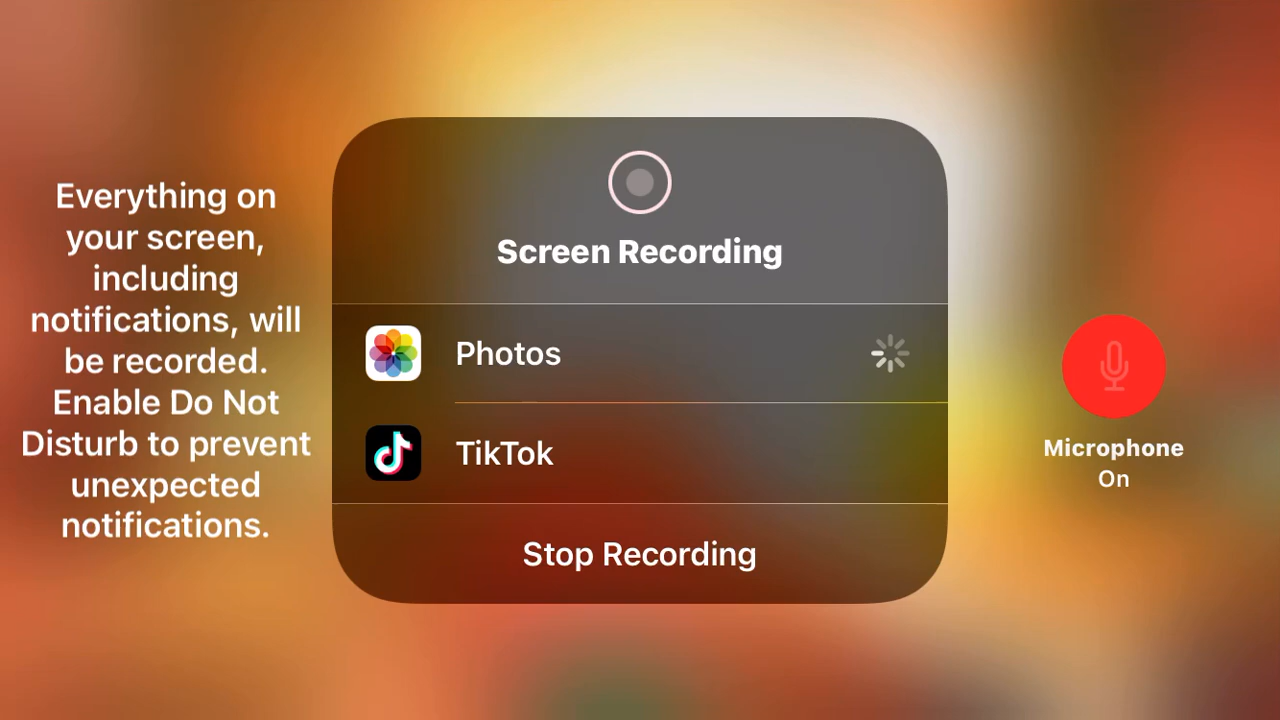 Everything on
your screen,
including
notifications, will
be recorded.
Enable Do Not
Disturb to prevent
unexpected
notifications.
Screen Recording
Photos
TikTok
Stop Recording
Microphone
On